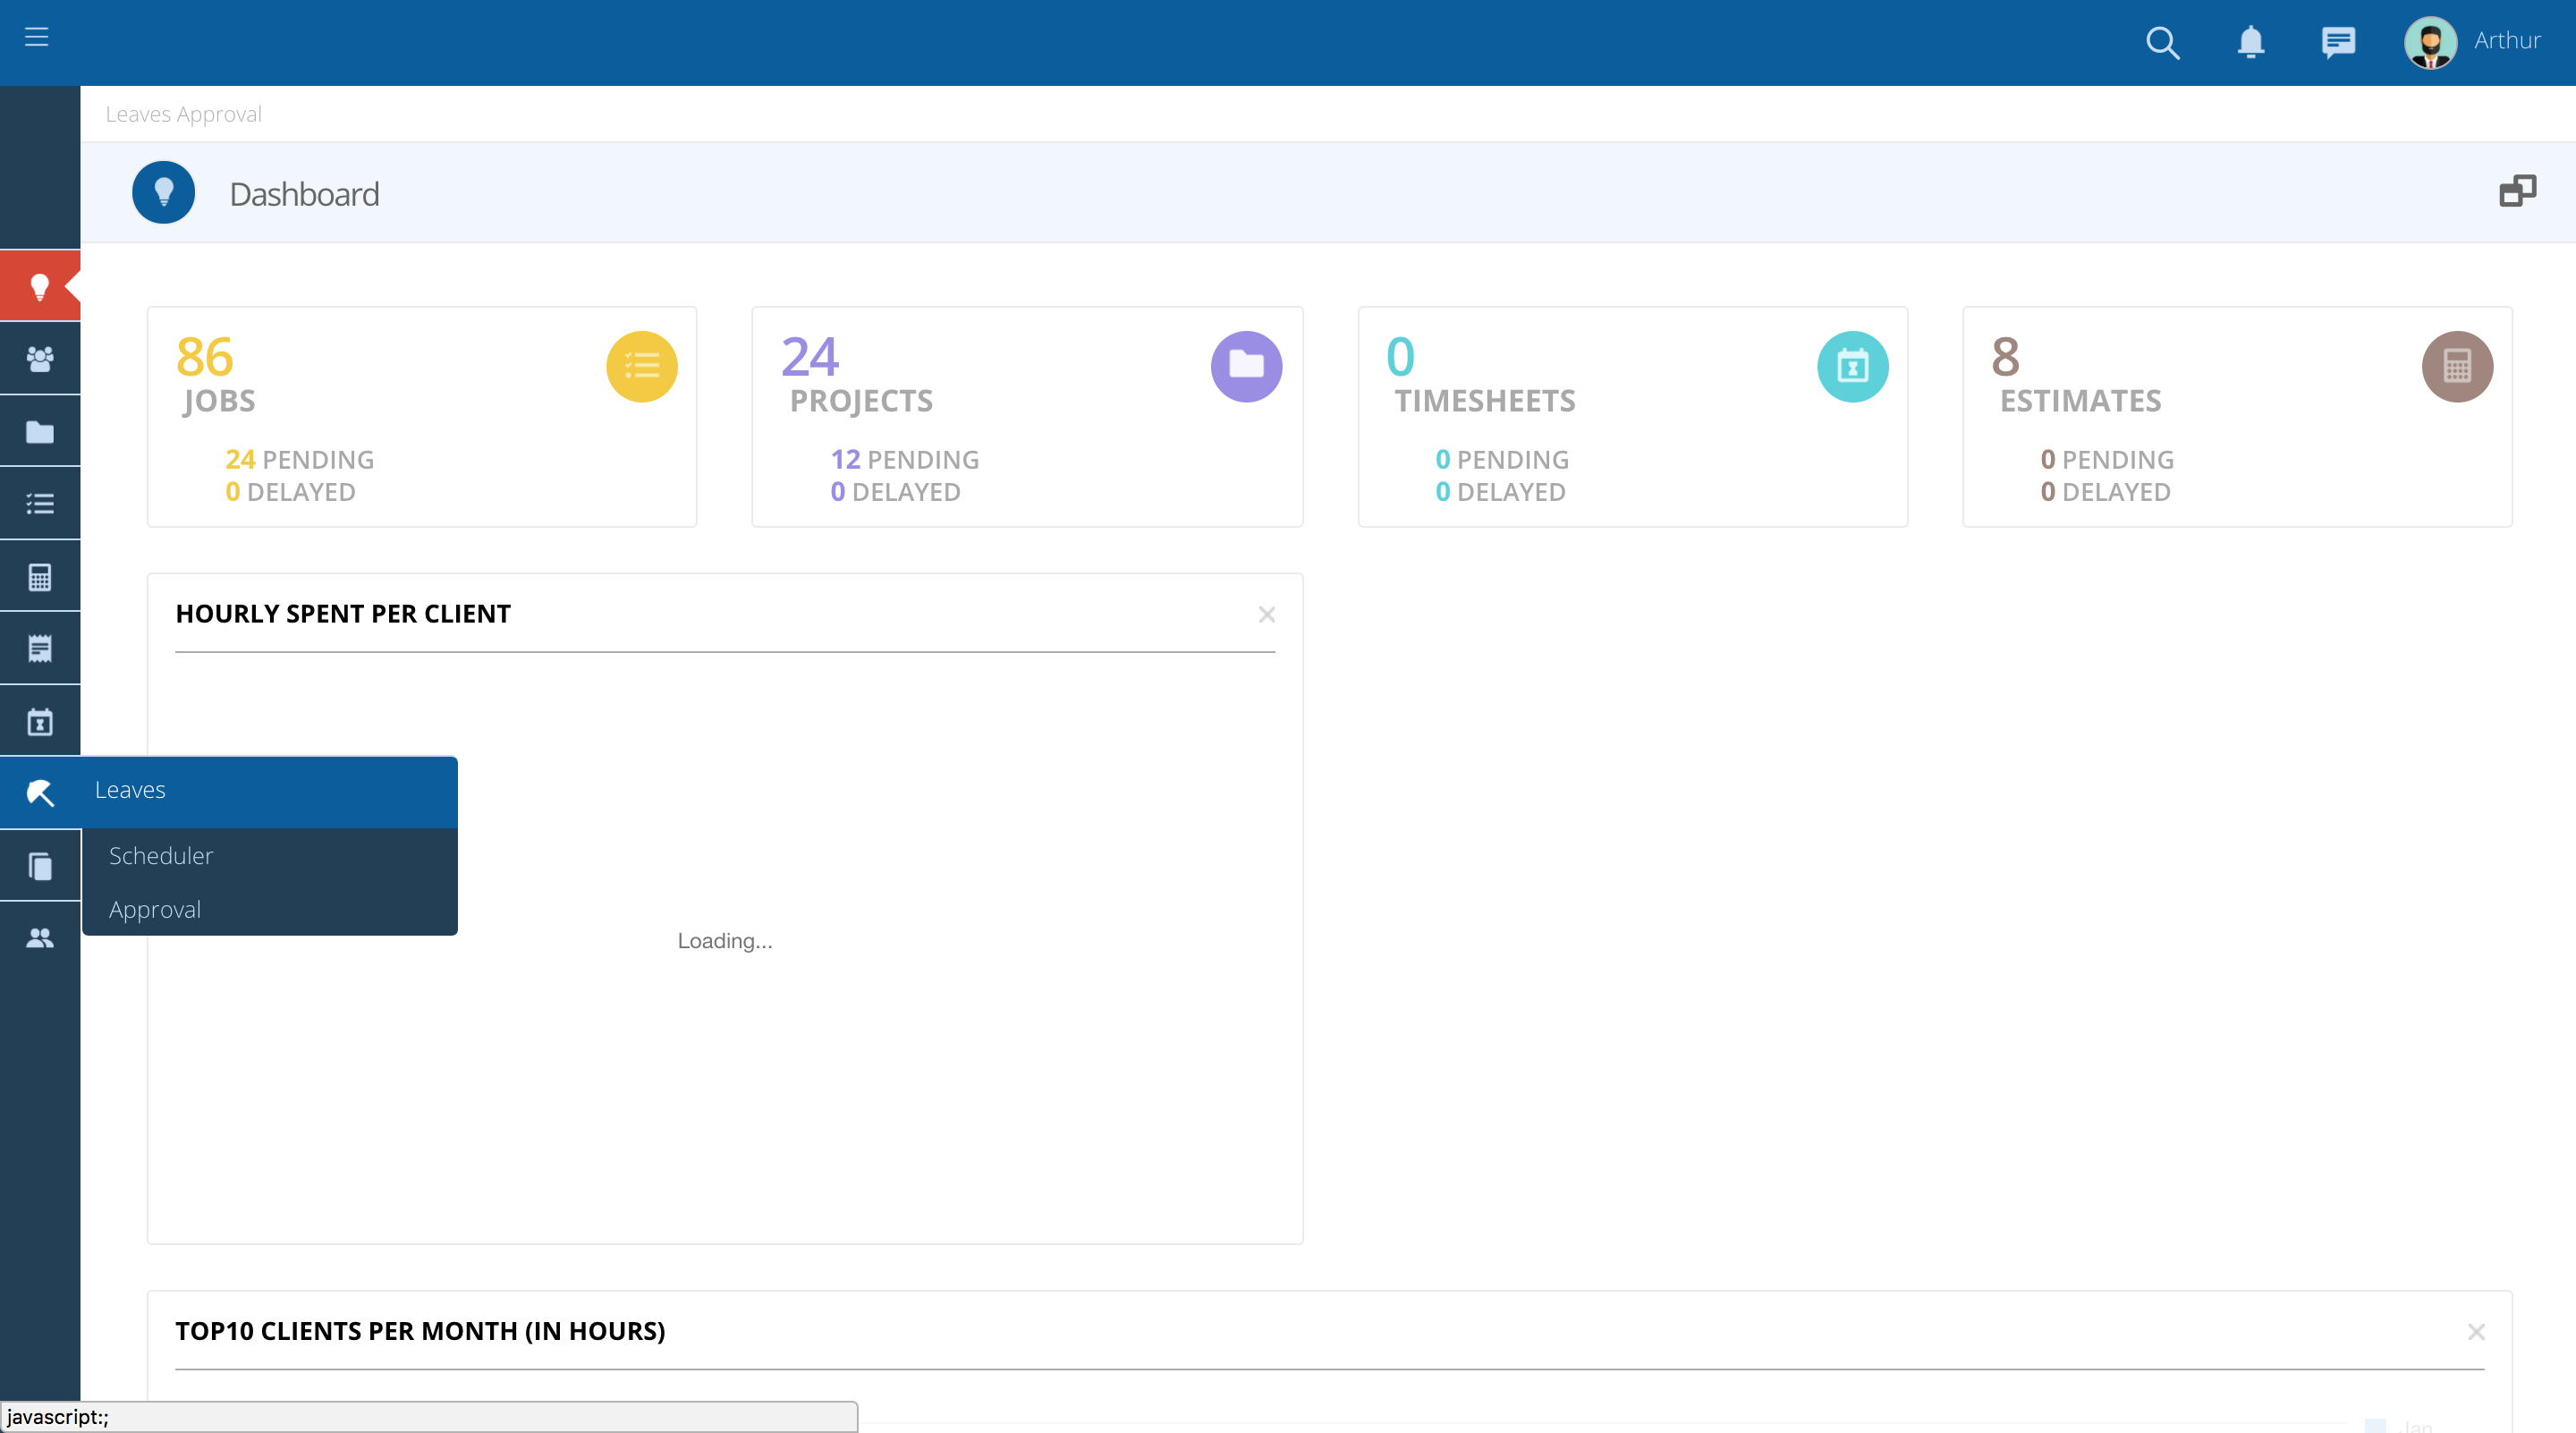 Arthur
Leaves Approval
Dashboard
86
JOBS
24 PENDING
0 DELAYED
24
PROJECTS
12 PENDING
0 DELAYED
0
TIMESHEETS
0 PENDING
0 DELAYED
8
ESTIMATES
0 PENDING
0 DELAYED
HOURLY SPENT PER CLIENT
Leaves
Scheduler
Approval
Loading...
TOP10 CLIENTS PER MONTH (IN HOURS)
javascript:;
Jan